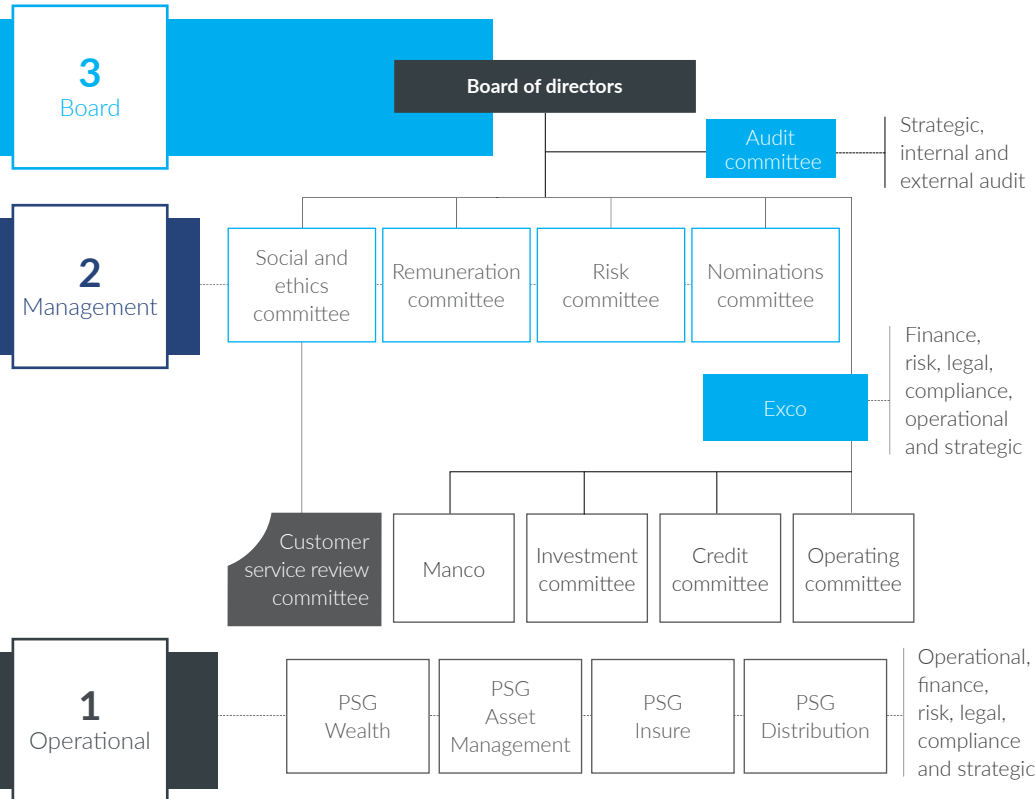 3
Board
Board of directors
Audit
committee
Strategic,
internal and
external audit
2
Management
Social and
ethics
committee
Remuneration
committee
Risk
committee
Nominations
committee
Finance,
risk, legal,
compliance,
operational
and strategic
Exco
Customer
service review
committee
Manco
Investment
committee
Credit
committee
Operating
committee
1
Operational
PSG
Wealth
PSG
Asset
Management
PSG
Insure
PSG
Distribution
Operational,
finance,
risk, legal,
compliance
and strategic